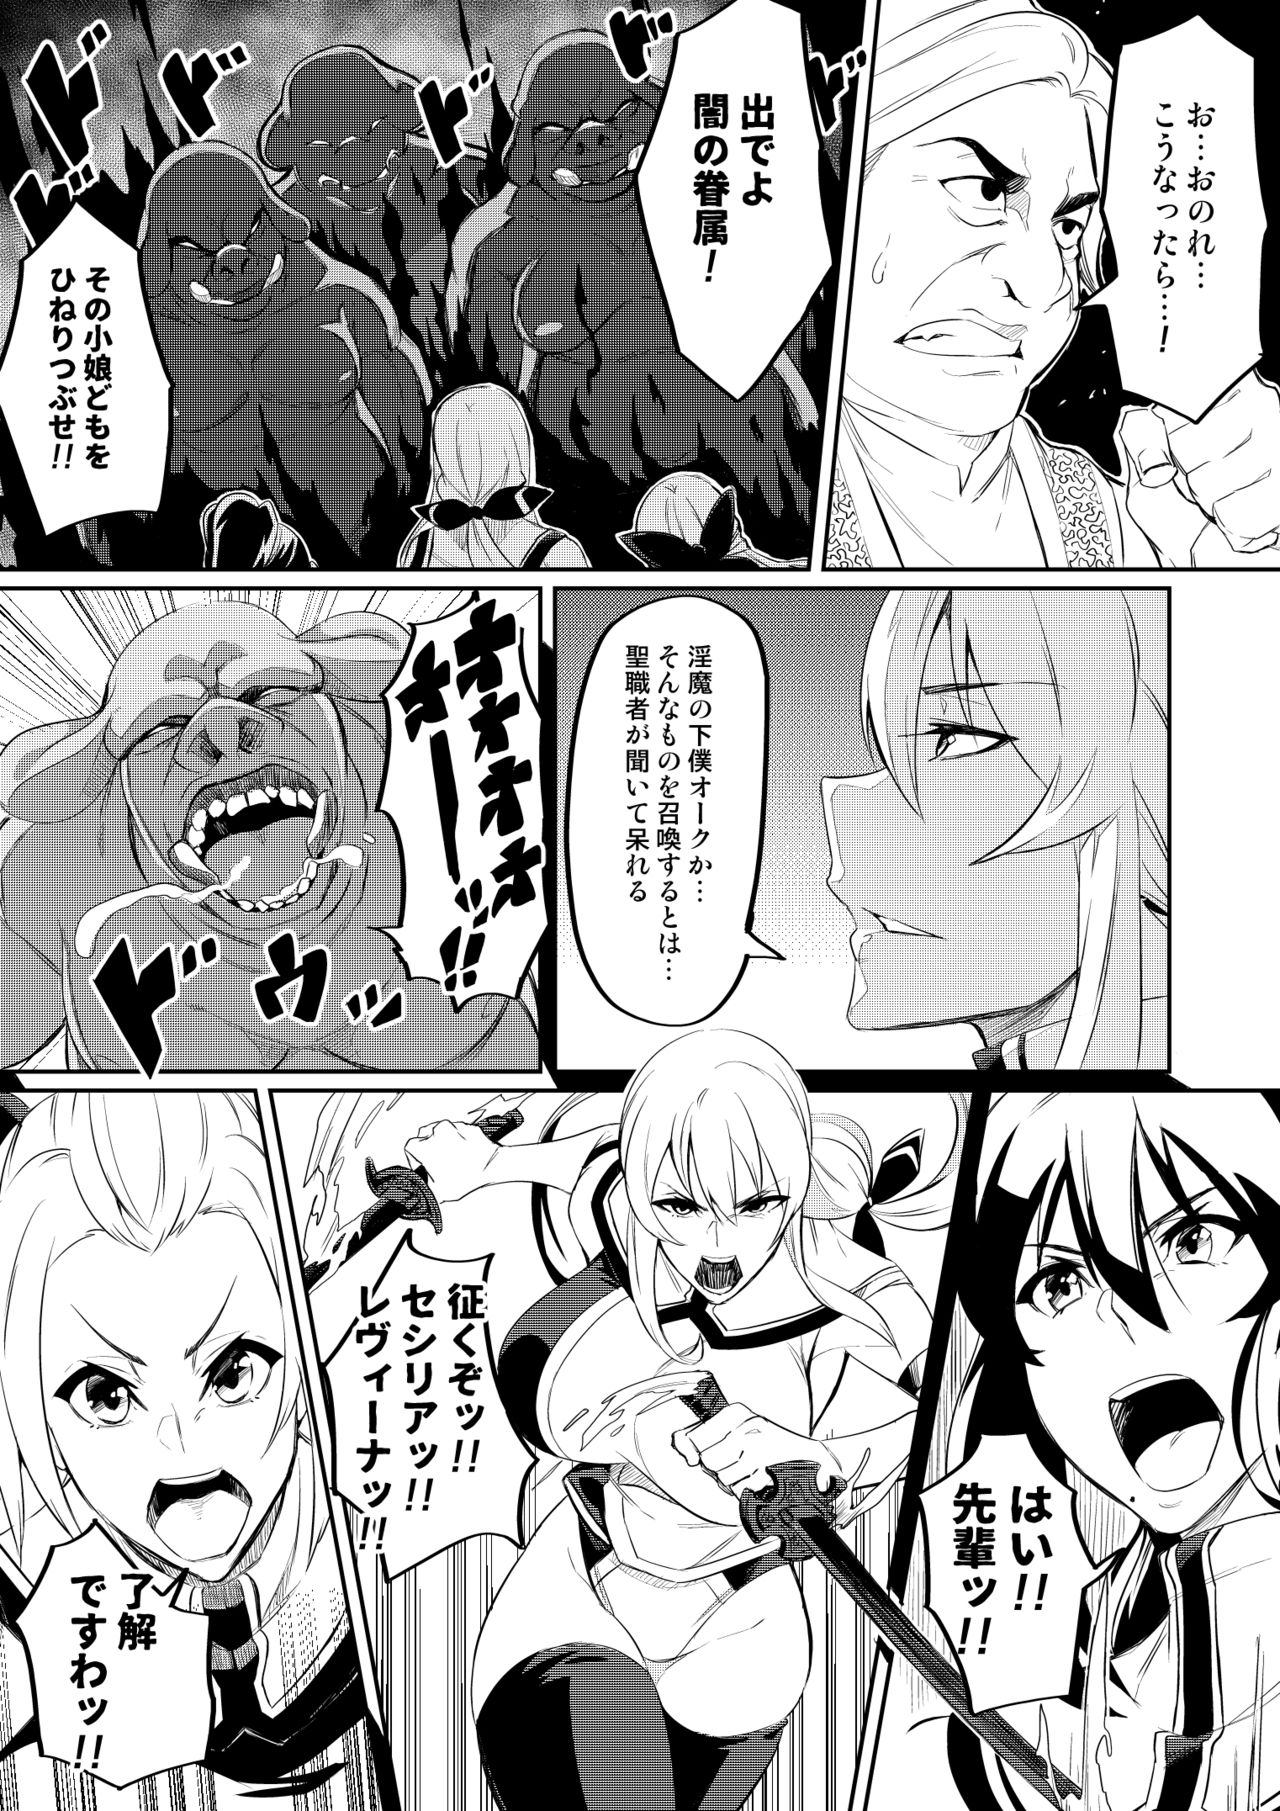 お…おのれ…
こうなったら…！
出でよ
闇の眷属！
ドドドドド
その小娘どもを
ひねりつぶせ!!
淫魔の下僕オークか…
そんなものを召喚するとは…
聖職者が聞いて呆れる
オオオオオ
オオーーッ!!
ドウッ
はい!!
先輩ッ!!
征くぞッ!!
セシリアッ!!
レヴィーナッ!!
了解
ですわッ!!